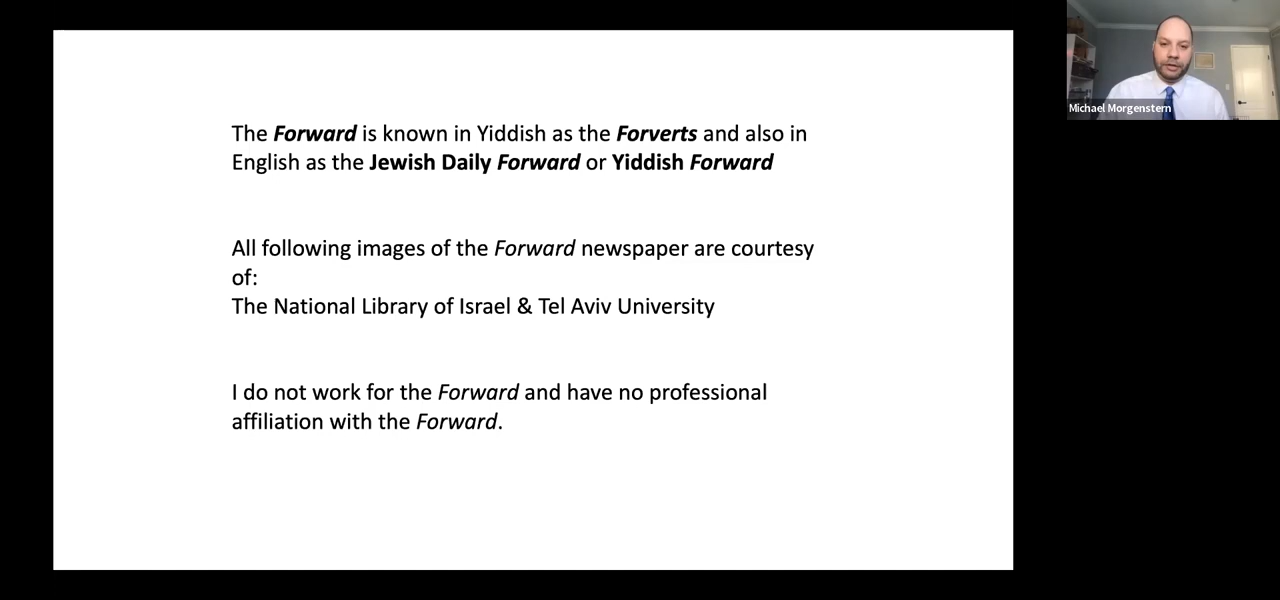 The Forward is known in Yiddish as the Forverts and also in
English as the Jewish Daily Forward or Yiddish Forward
All following images of the Forward newspaper are courtesy
of:
The National Library of Israel & Tel Aviv University
I do not work for the Forward and have no professional
affiliation with the Forward.
Michael Morgenstern